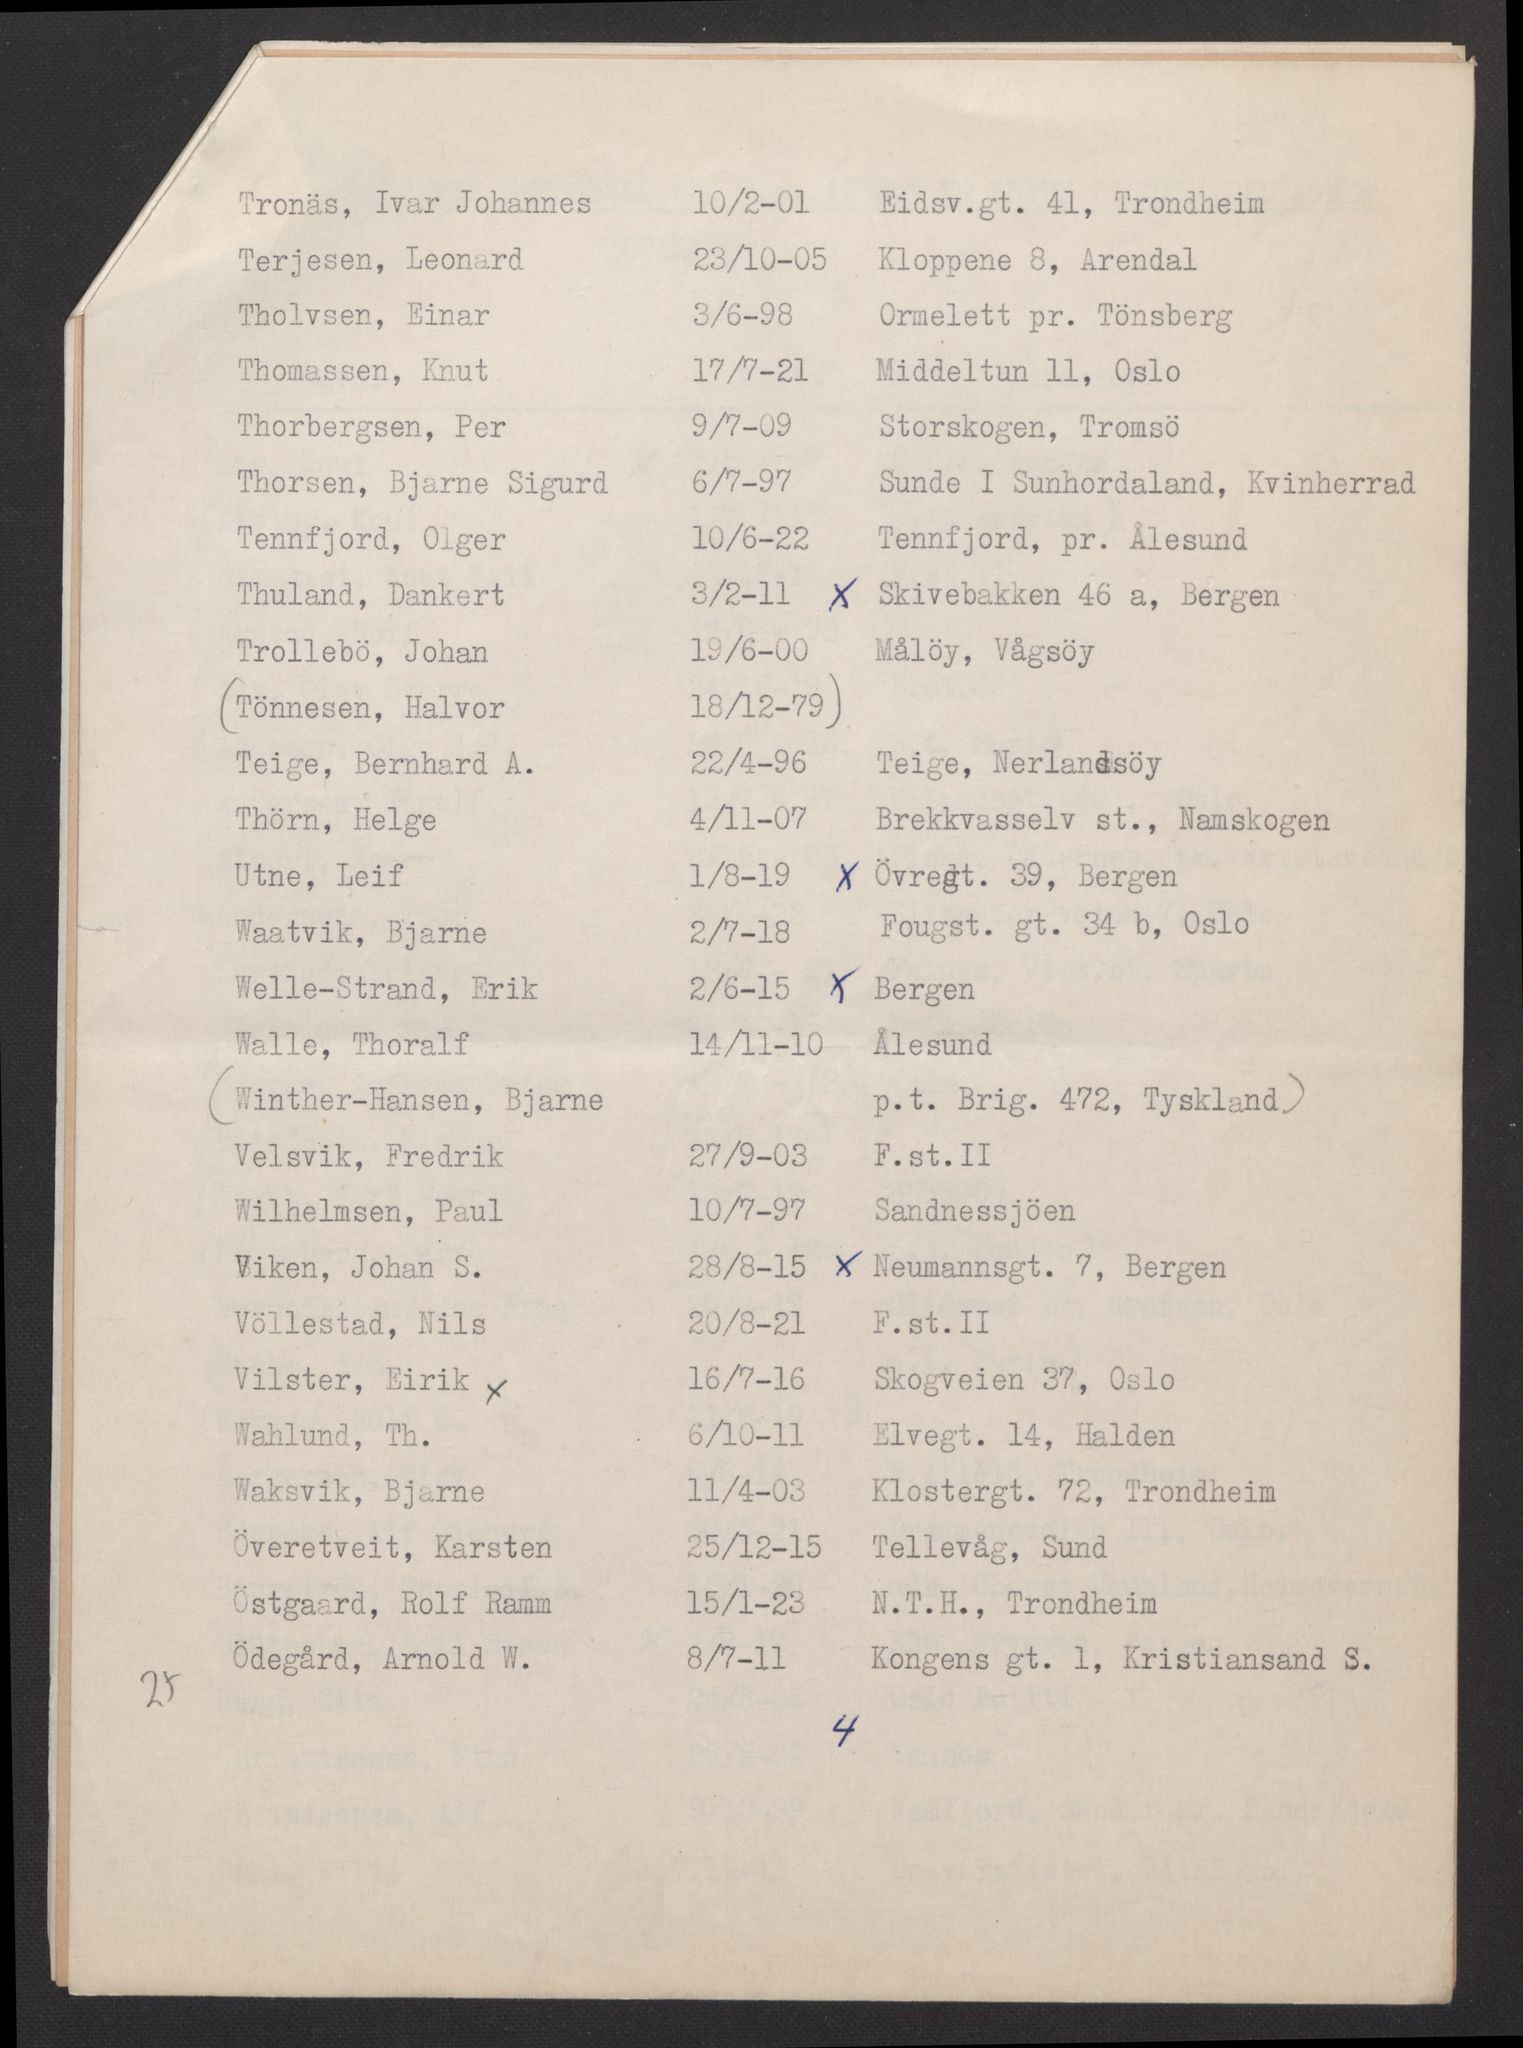 Tronäs, Ivar Johannes 10/2-01 Eidsv.gt. 41, Trondheim
Terjesen, Leonard 23/10-05 Kloppene 8, Arendal
Tholvsen, Einar 3/6-98 Ormelett pr. Tönsberg
Thomassen, Knut 17/7-21 Middeltun 11, Oslo
Thorbergsen, Per 9/7-09 Storskogen, Tromsö
Thorsen, Bjarne Sigurd 6/7-97 Sunde I Sunhordaland, Kvinherrad
Tennfjord, Olger 10/6-22 Tennfjord, pr. Ålesund
Thuland, Dankert 3/2-11 x Skivebakken 46 a, Bergen
Trollebö, Johan 19/6-00 Målöy, Vågsöy
(Tönnesen, Halvor 18/12-79)
Teige, Bernhard A. 22/4-96 Teige, Nerlandsöy
Thörn, Helge 4/11-07 Brekkvasselv st., Namskogen
Utne, Leif 1/8-19 x Övregt. 39, Bergen
Waatvik, Bjarne 2/7-18 Fougst. gt. 34 b, Oslo
Welle-Strand, Erik 2/6-15 x Bergen
Walle, Thoralf 14/11-10 Ålesund
(Winther-Hansen, Bjarne p.t. Brig. 472, Tyskland)
Velsvik, Fredrik 27/9-03 F.st.II
Wilhelmsen, Paul 10/7-97 Sandnessjöen
Viken, Johan S. 28/8-15 x Neumannsgt. 7, Bergen
Völlestad, Nils 20/8-21 F.st.II
Vilster, Eirik x 16/7-16 Skogveien 37, Oslo
Wahlund, Th. 6/10-11 Elvegt. 14, Halden
Waksvik, Bjarne 11/4-03 Klostergt. 72, Trondheim
Överetveit, Karsten 25/12-15 Tellevåg, Sund
Östgaard, Rolf Ramm 15/1-23 N.T.H., Trondheim
Ödegård, Arnold W. 8/7-11 Kongens gt. 1, Kristiansand S.
25
4